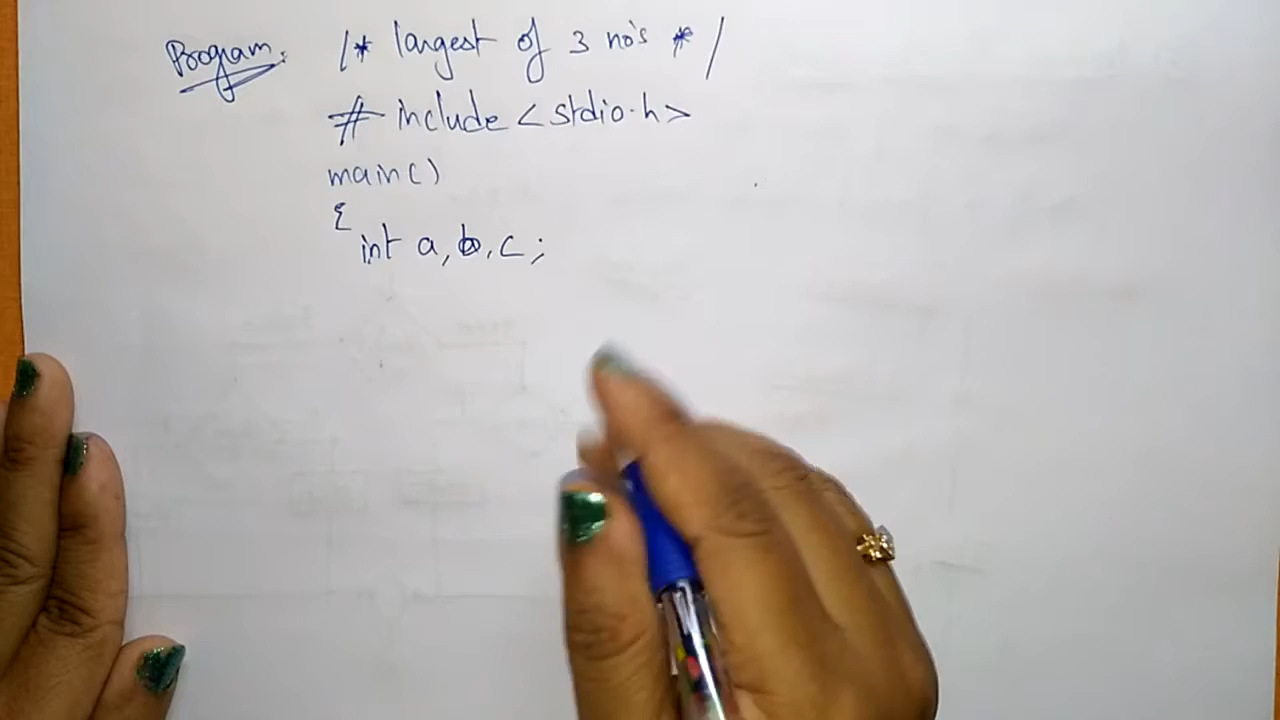 Program: /* largest of 3 no's */
# include <stdio.h>
main()
{
int a, b, c;